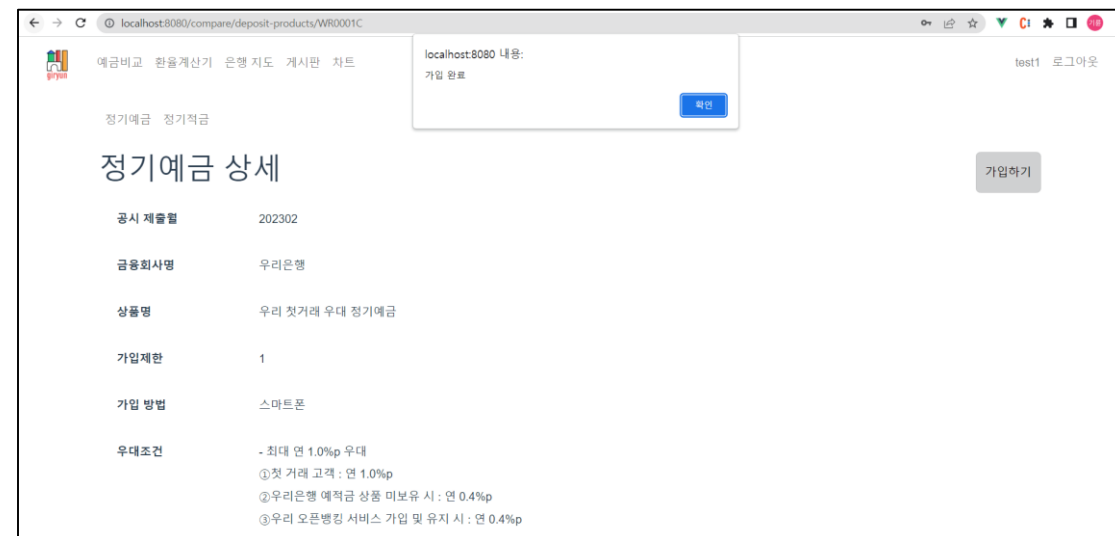 localhost:8080/compare/deposit-products/WR0001C
기륜
giryun
예금비교 환율계산기 은행 지도 게시판 차트
test1 로그아웃
localhost:8080 내용:
가입 완료
확인
정기예금 정기적금
정기예금 상세
가입하기
공시 제출월 202302
금융회사명 우리은행
상품명 우리 첫거래 우대 정기예금
가입제한 1
가입 방법 스마트폰
우대조건 - 최대 연 1.0%p 우대
①첫 거래 고객 : 연 1.0%p
②우리은행 예적금 상품 미보유 시 : 연 0.4%p
③우리 오픈뱅킹 서비스 가입 및 유지 시 : 연 0.4%p